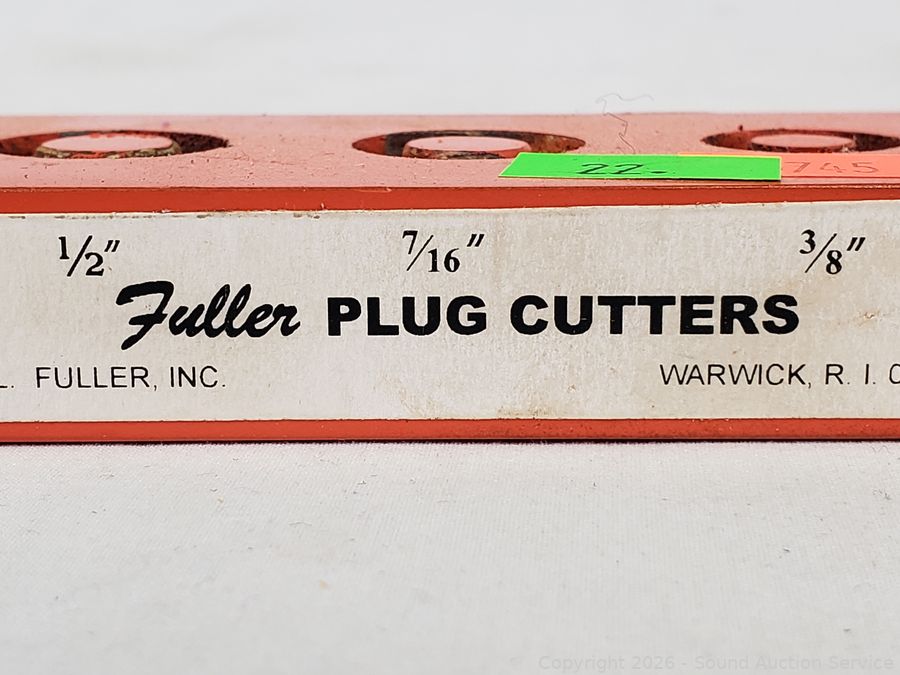 22.
745
1/2" 7/16" 3/8"
Fuller PLUG CUTTERS
L. FULLER, INC. WARWICK, R. I.
Copyright 2026 - Sound Auction Service